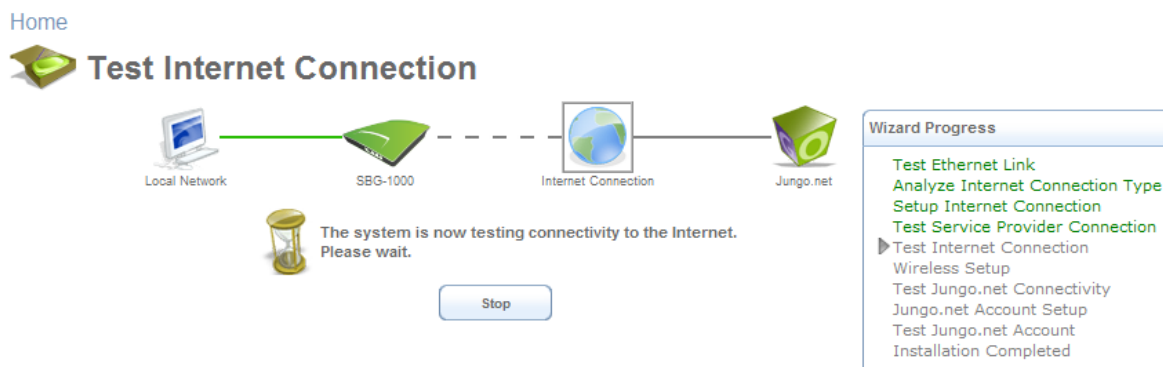 Home
Test Internet Connection
Local Network
SBG-1000
Internet Connection
Jungo.net
The system is now testing connectivity to the Internet.
Please wait.
Stop
Wizard Progress
Test Ethernet Link
Analyze Internet Connection Type
Setup Internet Connection
Test Service Provider Connection
Test Internet Connection
Wireless Setup
Test Jungo.net Connectivity
Jungo.net Account Setup
Test Jungo.net Account
Installation Completed